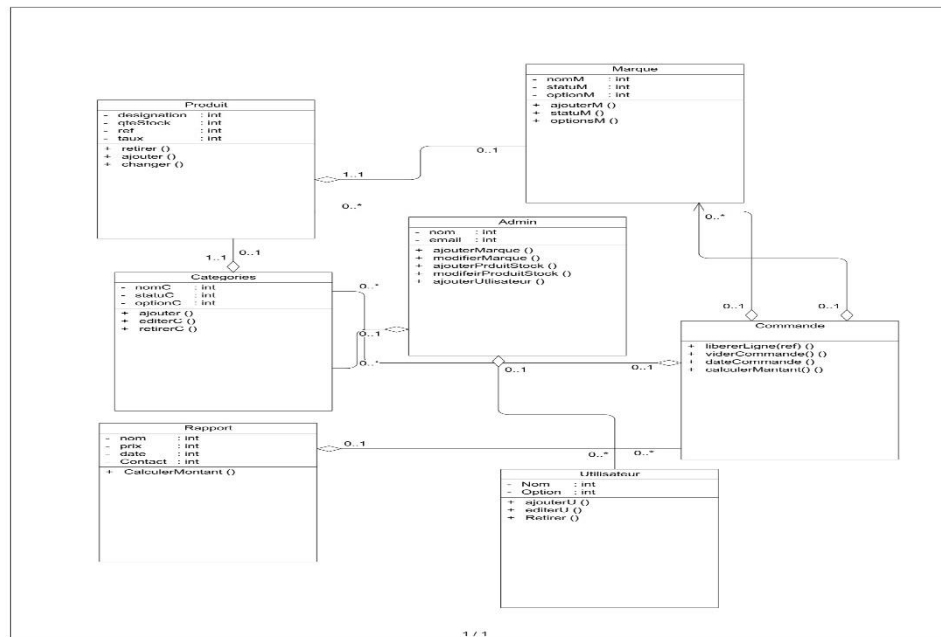 Marque
- nomM : int
- statuM : int
- optionM : int
+ ajouterM ()
+ statuM ()
+ optionsM ()
Produit
- designation : int
- qteStock : int
- ref : int
- taux : int
+ retirer ()
+ ajouter ()
+ changer ()
0..1
1..1
0..*
0..*
Admin
- nom : int
- email : int
+ ajouterMarque ()
+ modifierMarque ()
+ ajouterPrduitStock ()
+ modifeirProduitStock ()
+ ajouterUtlisateur ()
0..1
1..1
Categories
- nomC : int
- statuC : int
- optionC : int
+ ajouter ()
+ editerC ()
+ retirerC ()
0..*
0..1
0..*
0..1
0..1
0..1
0..1
Commande
+ libererLigne(ref) ()
+ viderCommande() ()
+ dateCommande ()
+ calculerMantant() ()
Rapport
- nom : int
- prix : int
- date : int
- Contact : int
+ CalculerMontant ()
0..1
0..*
0..*
Utilisateur
- Nom : int
- Option : int
+ ajouterU ()
+ editerU ()
+ Retirer ()
1 / 1